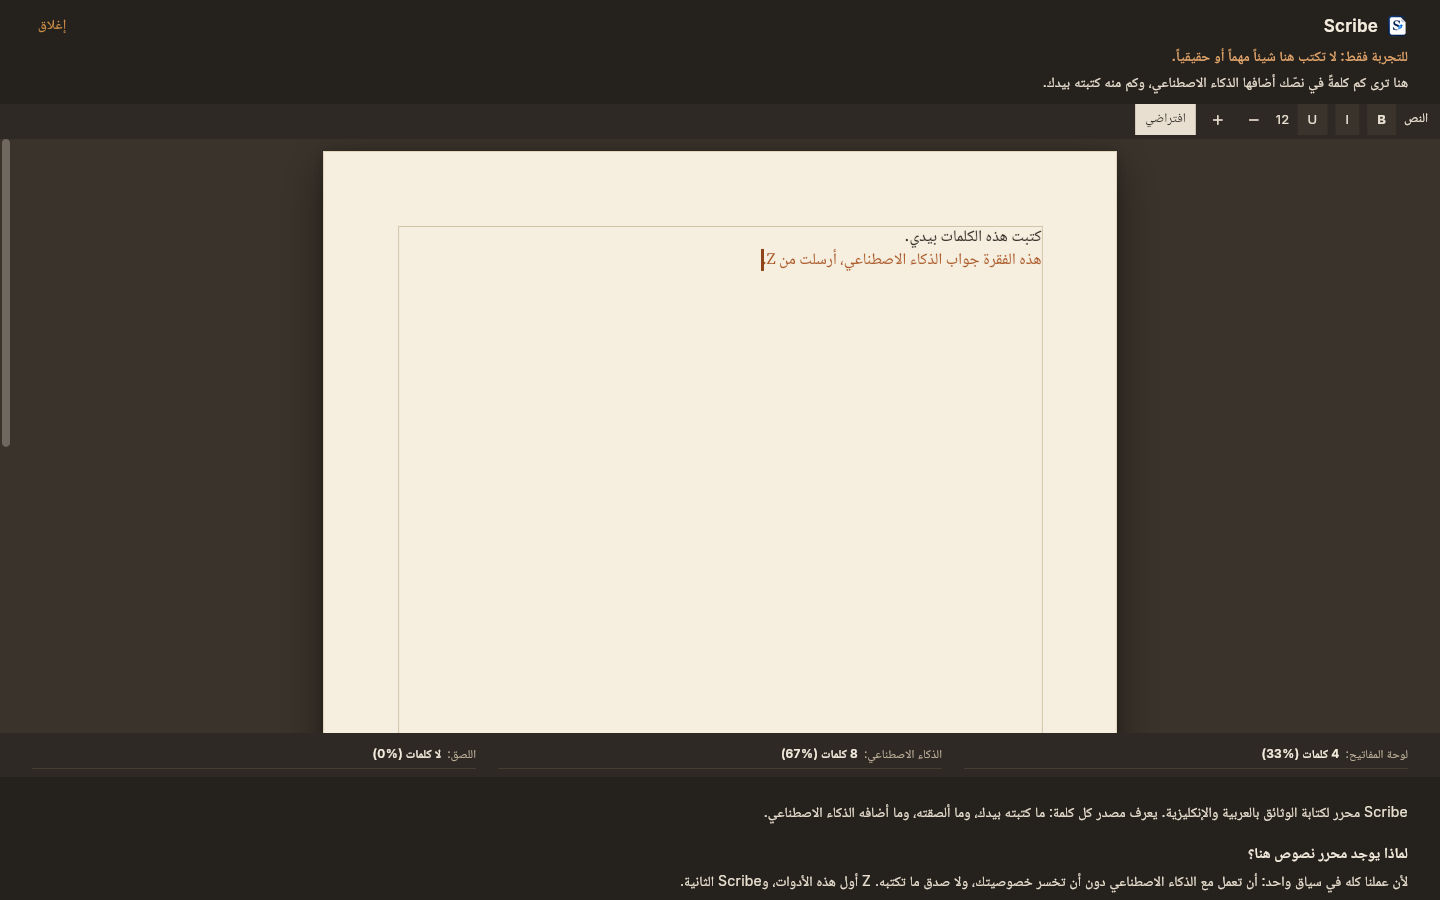 Scribe
إغلاق
للتجربة فقط: لا تكتب هنا شيئاً مهماً أو حقيقياً.
هنا ترى كم كلمةً في نصّك أضافها الذكاء الاصطناعي، وكم منه كتبته بيدك.
النص B I U 12 − + افتراضي
كتبت هذه الكلمات بيدي.
هذه الفقرة جواب الذكاء الاصطناعي، أرسلت من Z.
لوحة المفاتيح: 4 كلمات (33%) الذكاء الاصطناعي: 8 كلمات (67%) اللصق: لا كلمات (0%)
Scribe محرر لكتابة الوثائق بالعربية والإنكليزية. يعرف مصدر كل كلمة: ما كتبته بيدك، وما ألصقته، وما أضافه الذكاء الاصطناعي.
لماذا يوجد محرر نصوص هنا؟
لأن عملنا كله في سياق واحد: أن تعمل مع الذكاء الاصطناعي دون أن تخسر خصوصيتك، ولا صدق ما تكتبه. Z أول هذه الأدوات، وScribe الثانية.